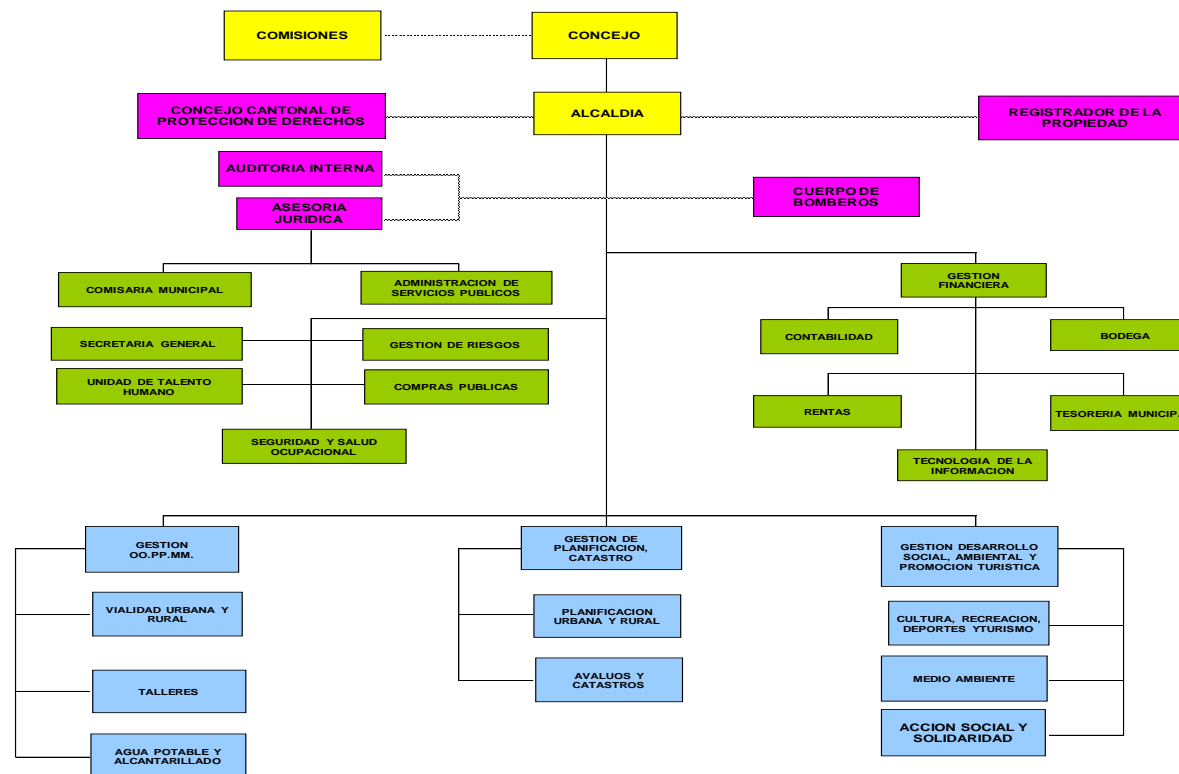 COMISIONES
CONCEJO
CONCEJO CANTONAL DE
PROTECCION DE DERECHOS
ALCALDIA
REGISTRADOR DE LA
PROPIEDAD
AUDITORIA INTERNA
ASESORIA
JURIDICA
CUERPO DE
BOMBEROS
COMISARIA MUNICIPAL
ADMINISTRACION DE
SERVICIOS PUBLICOS
GESTION
FINANCIERA
SECRETARIA GENERAL
GESTION DE RIESGOS
CONTABILIDAD
BODEGA
UNIDAD DE TALENTO
HUMANO
COMPRAS PUBLICAS
RENTAS
TESORERIA MUNICIPA
SEGURIDAD Y SALUD
OCUPACIONAL
TECNOLOGIA DE LA
INFORMACION
GESTION
OO.PP.MM.
GESTION DE
PLANIFICACION,
CATASTRO
GESTION DESARROLLO
SOCIAL, AMBIENTAL Y
PROMOCION TURISTICA
VIALIDAD URBANA Y
RURAL
PLANIFICACION
URBANA Y RURAL
CULTURA, RECREACION,
DEPORTES YTURISMO
TALLERES
AVALUOS Y
CATASTROS
MEDIO AMBIENTE
AGUA POTABLE Y
ALCANTARILLADO
ACCION SOCIAL Y
SOLIDARIDAD